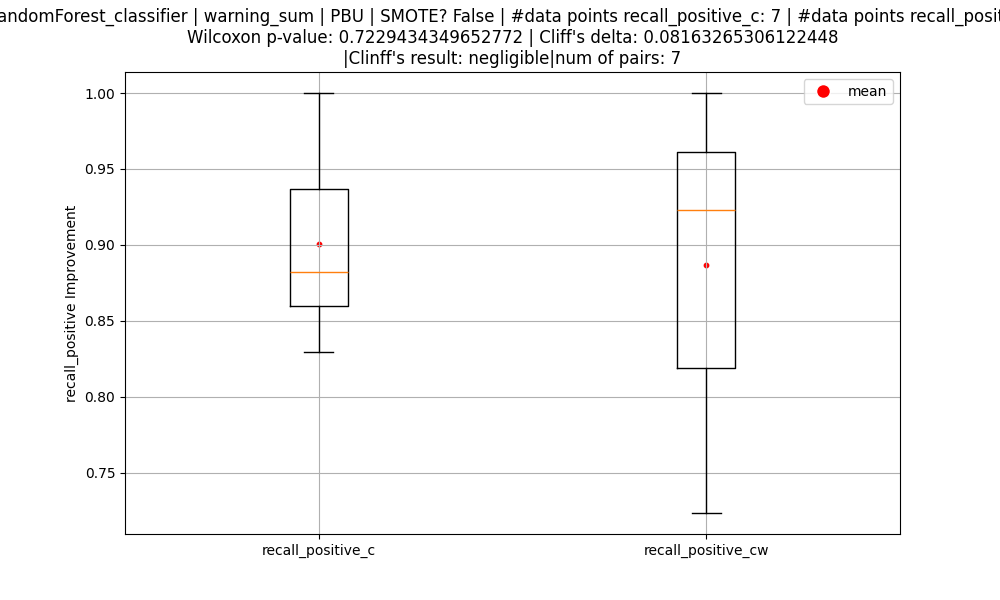 andomForest_classifier | warning_sum | PBU | SMOTE? False | #data points recall_positive_c: 7 | #data points recall_posit
Wilcoxon p-value: 0.7229434349652772 | Cliff's delta: 0.08163265306122448
|Clinff's result: negligible|num of pairs: 7
mean
1.00
0.95
0.90
0.85
0.80
0.75
recall_positive Improvement
recall_positive_c
recall_positive_cw